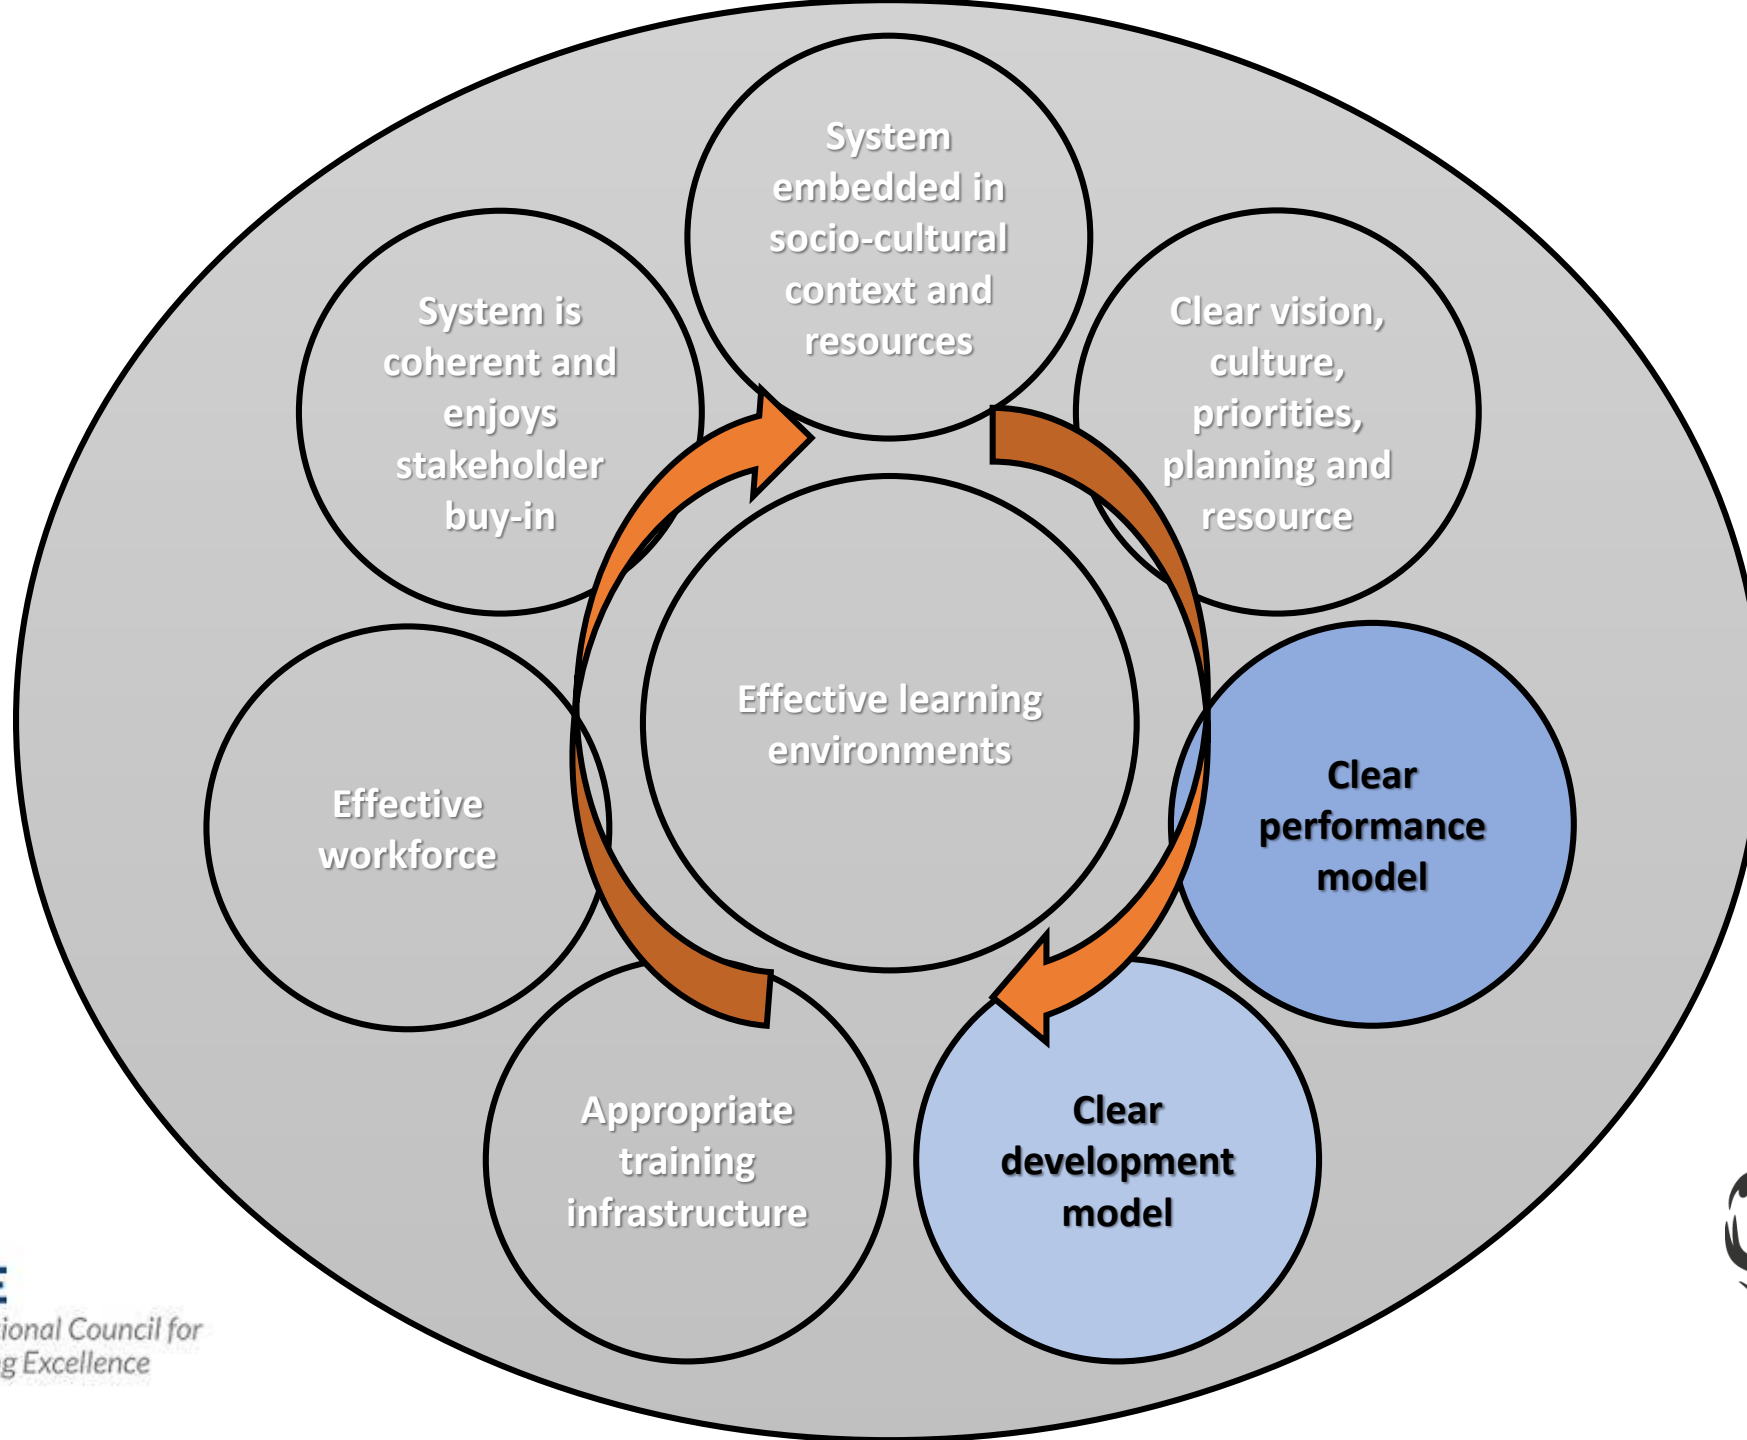 System
embedded in
socio-cultural
context and
resources
Clear vision,
culture,
priorities,
planning and
resource
Clear
performance
model
Clear
development
model
Appropriate
training
infrastructure
Effective
workforce
System is
coherent and
enjoys
stakeholder
buy-in
Effective learning
environments
Council for
Excellence